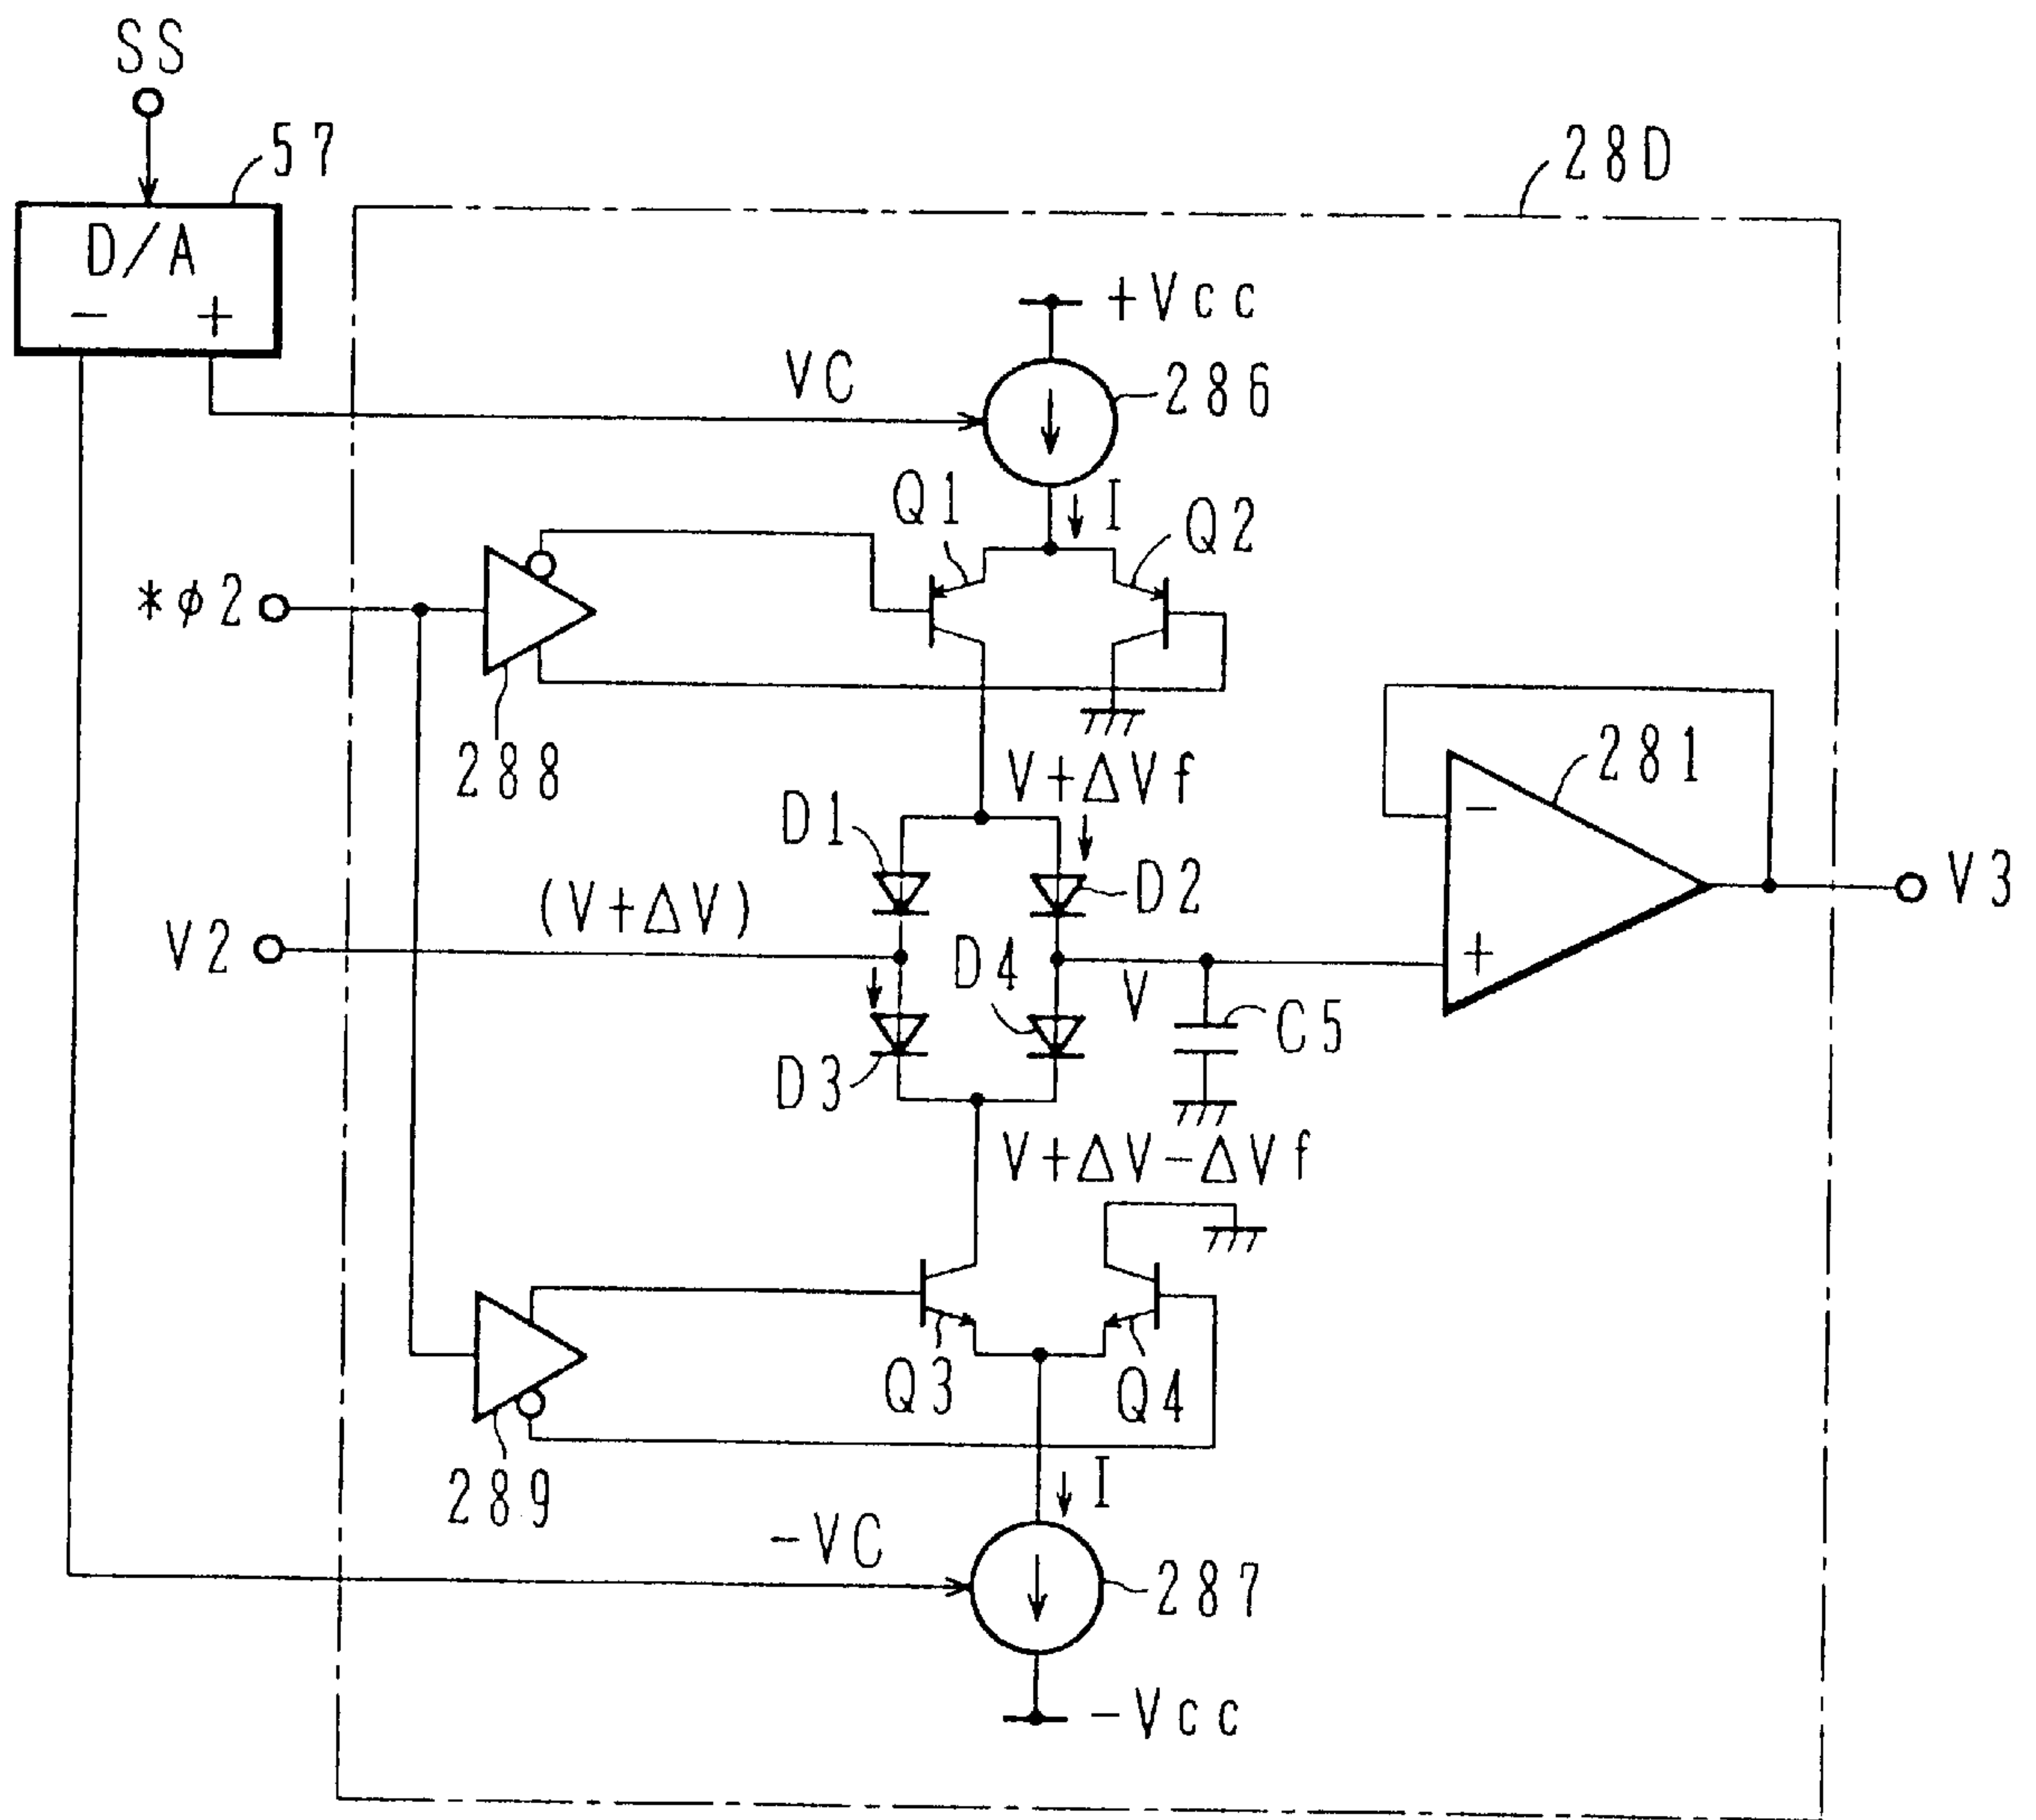 SS
57
28D
D/A
- +
+Vcc
VC
286
Q1
I
Q2
*φ2
288
V+ΔVf
281
D1
-
D2
(V+ΔV)
V3
V2
D4
+
V
C5
D3
V+ΔV-ΔVf
Q3
Q4
289
I
-VC
287
-Vcc